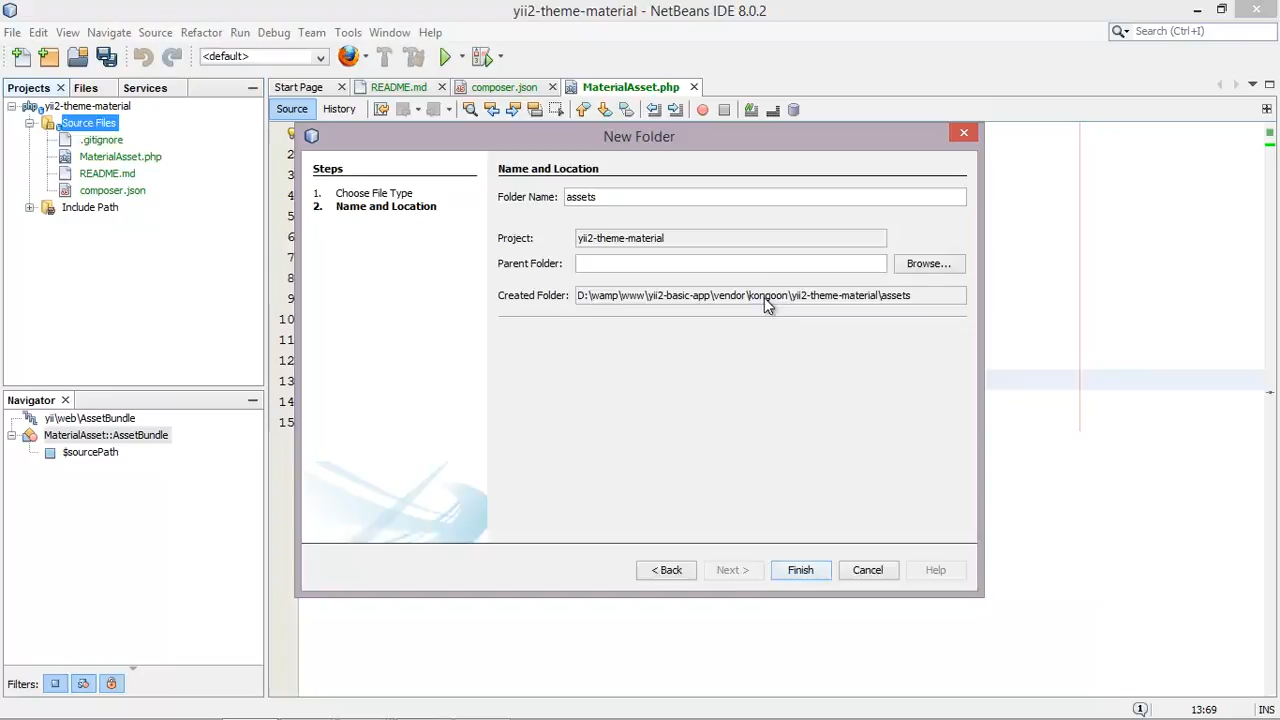 yii2-theme-material - NetBeans IDE 8.0.2
File Edit View Navigate Source Refactor Run Debug Team Tools Window Help
Search (Ctrl+I)
<default>
Projects Files Services
Start Page README.md composer.json MaterialAsset.php
yii2-theme-material
Source Files
.gitignore
MaterialAsset.php
README.md
composer.json
Include Path
Source History
2
3
4
5
6
7
8
9
10
11
12
13
14
15
New Folder
Steps
1. Choose File Type
2. Name and Location
Name and Location
Folder Name: assets
Project: yii2-theme-material
Parent Folder:
Browse...
Created Folder: D:\wamp\www\yii2-basic-app\vendor\kongoon\yii2-theme-material\assets
< Back Next > Finish Cancel Help
Navigator
yii\web\AssetBundle
MaterialAsset::AssetBundle
$sourcePath
Filters:
1
13:69
INS